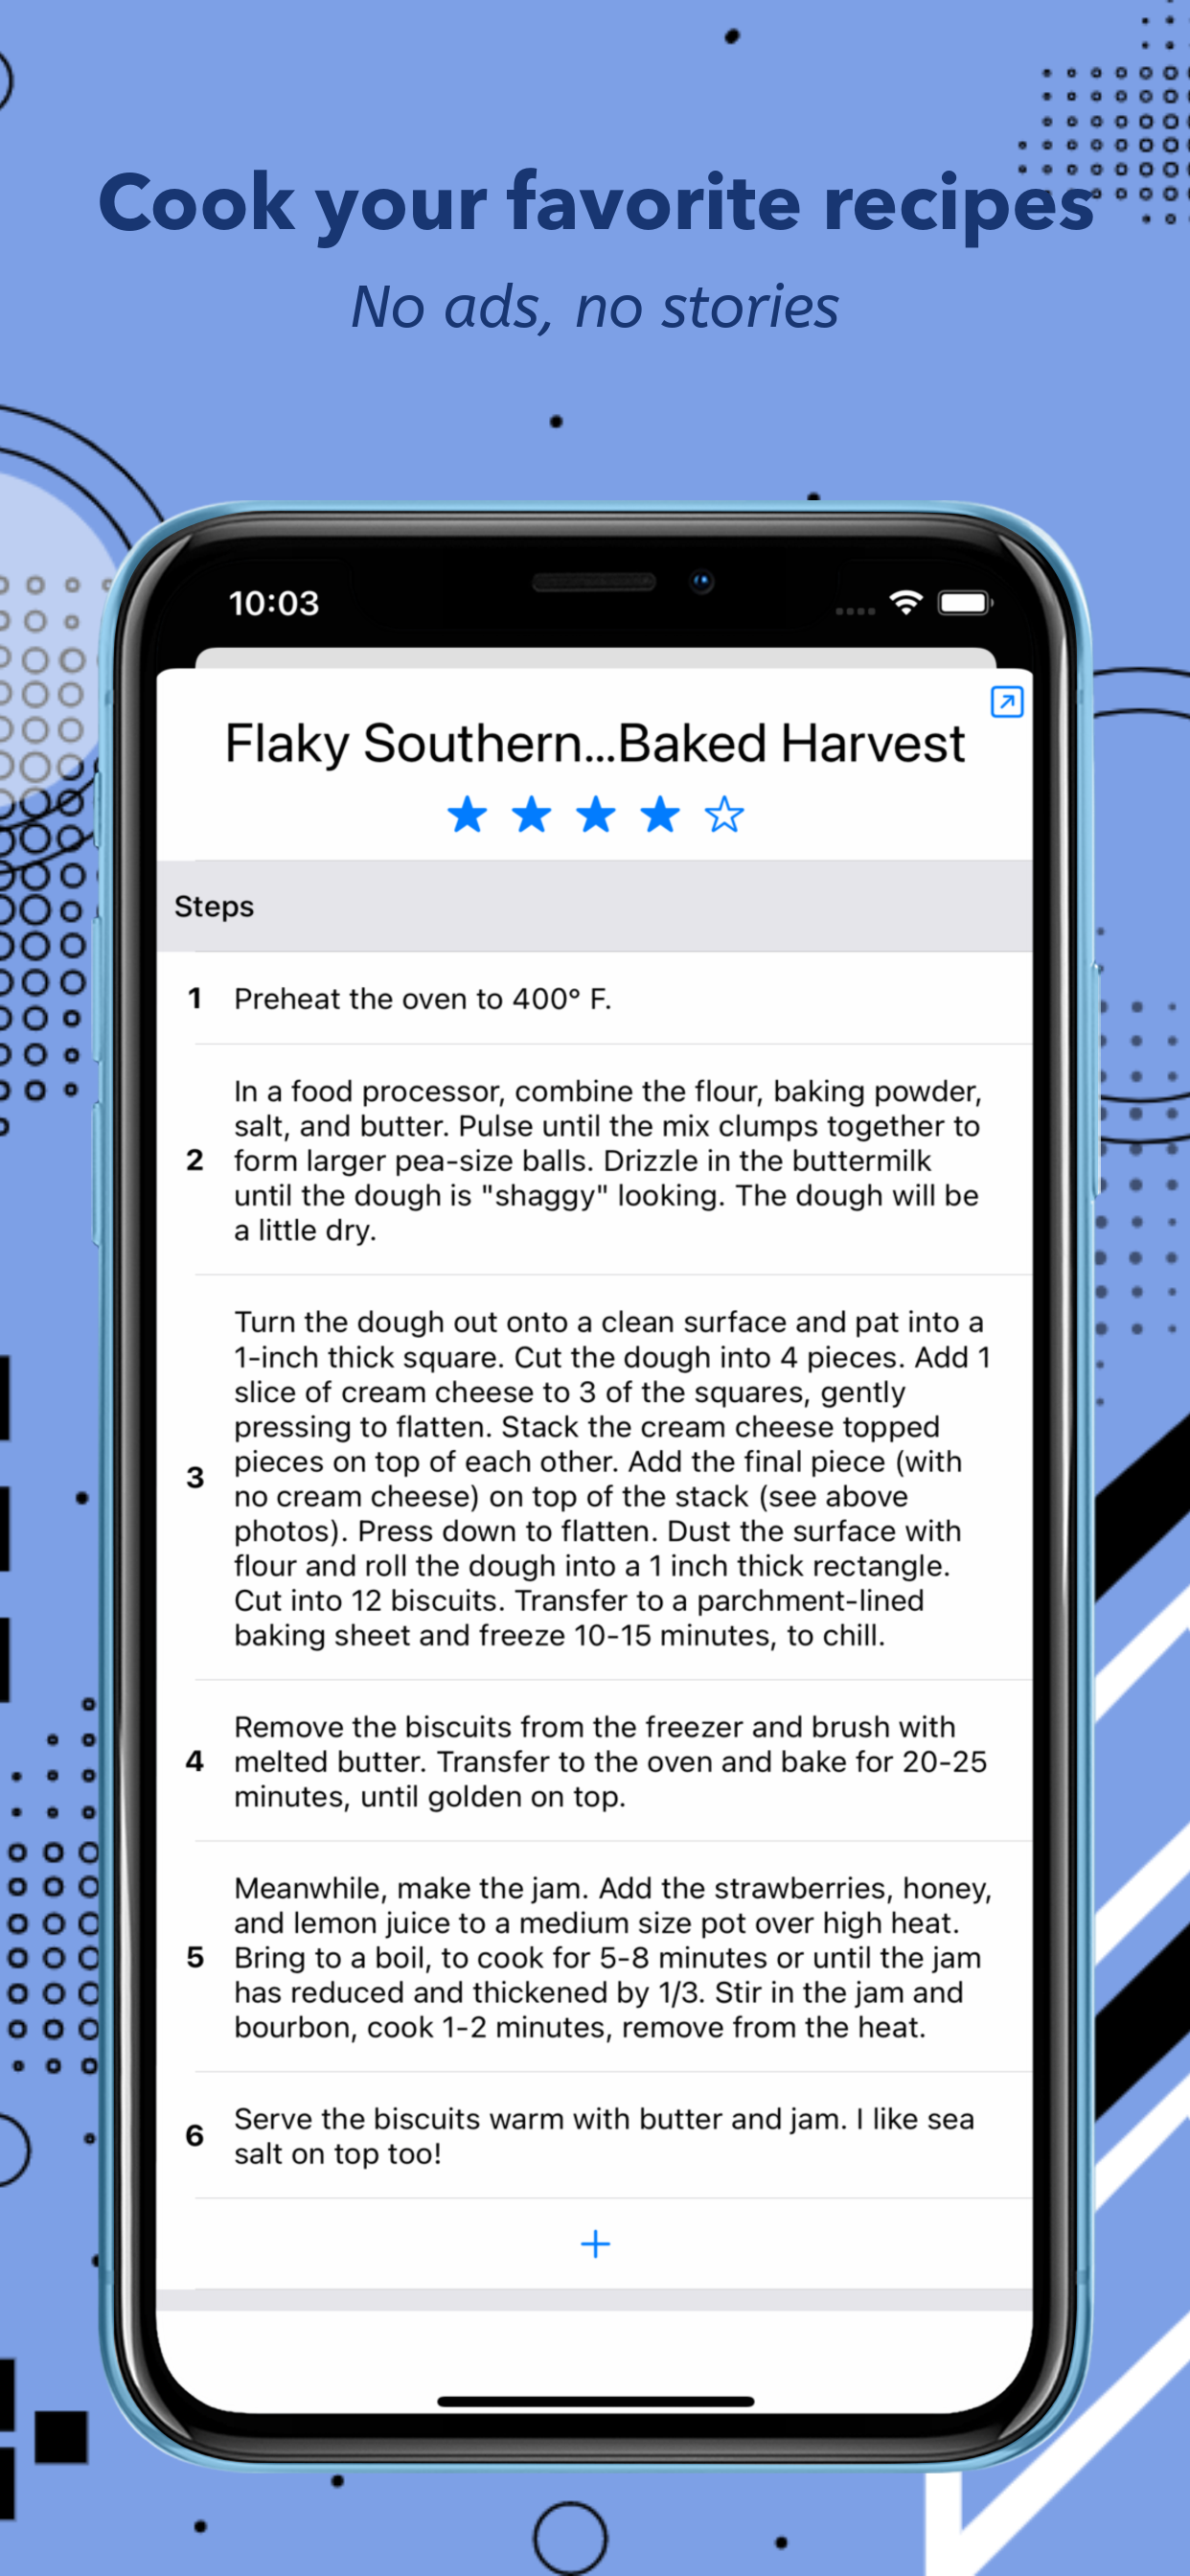 Cook your favorite recipes
No ads, no stories
10:03
Flaky Southern...Baked Harvest
Steps
1 Preheat the oven to 400° F.
In a food processor, combine the flour, baking powder,
salt, and butter. Pulse until the mix clumps together to
2 form larger pea-size balls. Drizzle in the buttermilk
until the dough is "shaggy" looking. The dough will be
a little dry.
Turn the dough out onto a clean surface and pat into a
1-inch thick square. Cut the dough into 4 pieces. Add 1
slice of cream cheese to 3 of the squares, gently
pressing to flatten. Stack the cream cheese topped
3 pieces on top of each other. Add the final piece (with
no cream cheese) on top of the stack (see above
photos). Press down to flatten. Dust the surface with
flour and roll the dough into a 1 inch thick rectangle.
Cut into 12 biscuits. Transfer to a parchment-lined
baking sheet and freeze 10-15 minutes, to chill.
Remove the biscuits from the freezer and brush with
4 melted butter. Transfer to the oven and bake for 20-25
minutes, until golden on top.
Meanwhile, make the jam. Add the strawberries, honey,
and lemon juice to a medium size pot over high heat.
5 Bring to a boil, to cook for 5-8 minutes or until the jam
has reduced and thickened by 1/3. Stir in the jam and
bourbon, cook 1-2 minutes, remove from the heat.
6 Serve the biscuits warm with butter and jam. I like sea
salt on top too!